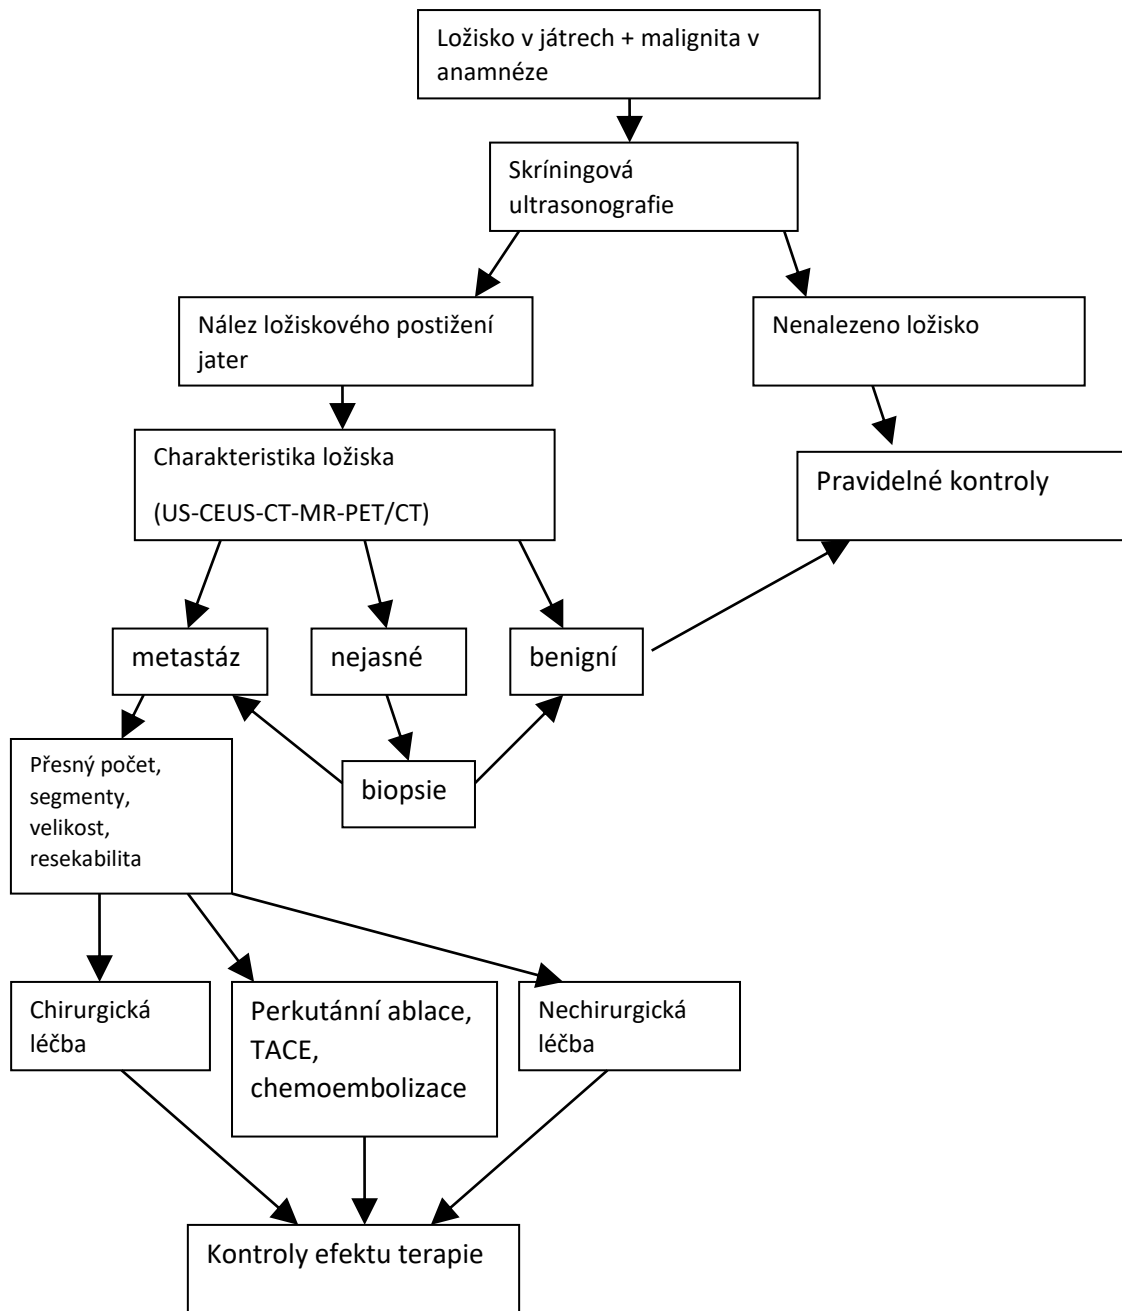 Ložisko v játrech + malignita v
anamnéze
Skríningová
ultrasonografie
Nález ložiskového postižení
jater
Nenalezeno ložisko
Charakteristika ložiska
(US-CEUS-CT-MR-PET/CT)
Pravidelné kontroly
metastáz
nejasné
benigní
Přesný počet,
segmenty,
velikost,
resekabilita
biopsie
Chirurgická
léčba
Perkutánní ablace,
TACE,
chemoembolizace
Nechirurgická
léčba
Kontroly efektu terapie